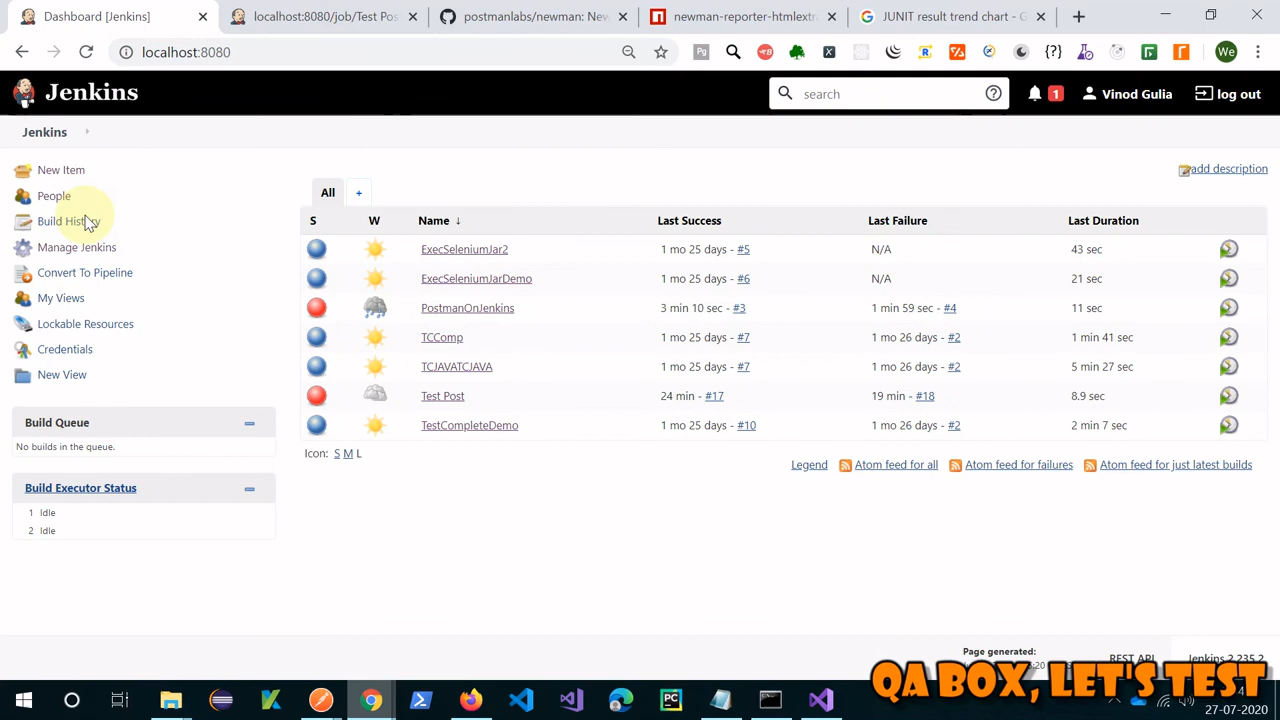 Dashboard [Jenkins]
localhost:8080/job/Test Pos
postmanlabs/newman: New
newman-reporter-htmlextr
JUNIT result trend chart - G
localhost:8080
We
Jenkins
search
1
Vinod Gulia
log out
Jenkins
New Item
People
Build History
Manage Jenkins
Convert To Pipeline
My Views
Lockable Resources
Credentials
New View
Build Queue
No builds in the queue.
Build Executor Status
1 Idle
2 Idle
add description
All +
S W Name ↓ Last Success Last Failure Last Duration
ExecSeleniumJar2 1 mo 25 days - #5 N/A 43 sec
ExecSeleniumJarDemo 1 mo 25 days - #6 N/A 21 sec
PostmanOnJenkins 3 min 10 sec - #3 1 min 59 sec - #4 11 sec
TCComp 1 mo 25 days - #7 1 mo 26 days - #2 1 min 41 sec
TCJAVATCJAVA 1 mo 25 days - #7 1 mo 26 days - #2 5 min 27 sec
Test Post 24 min - #17 19 min - #18 8.9 sec
TestCompleteDemo 1 mo 25 days - #10 1 mo 26 days - #2 2 min 7 sec
Icon: S M L
Legend Atom feed for all Atom feed for failures Atom feed for just latest builds
Page generated:
REST API
Jenkins 2.235.2
QA BOX, LET'S TEST
27-07-2020